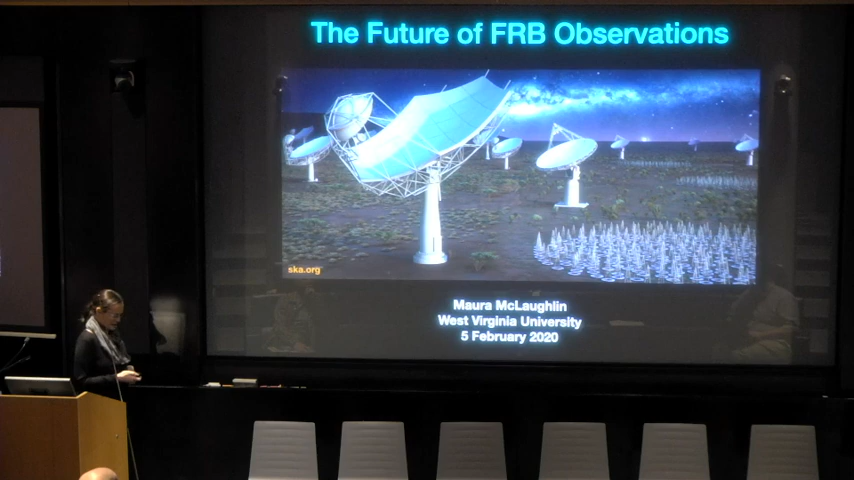 The Future of FRB Observations
ska.org
Maura McLaughlin
West Virginia University
5 February 2020